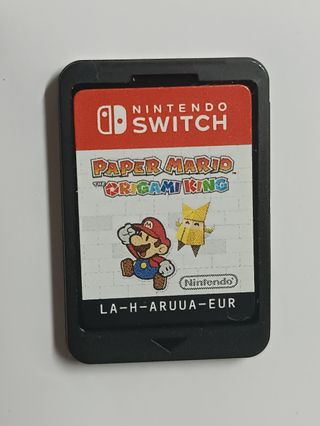 NINTENDO
SWITCH
PAPER MARIO
THE ORIGAMI KING
Nintendo
LA-H-ARUUA-EUR